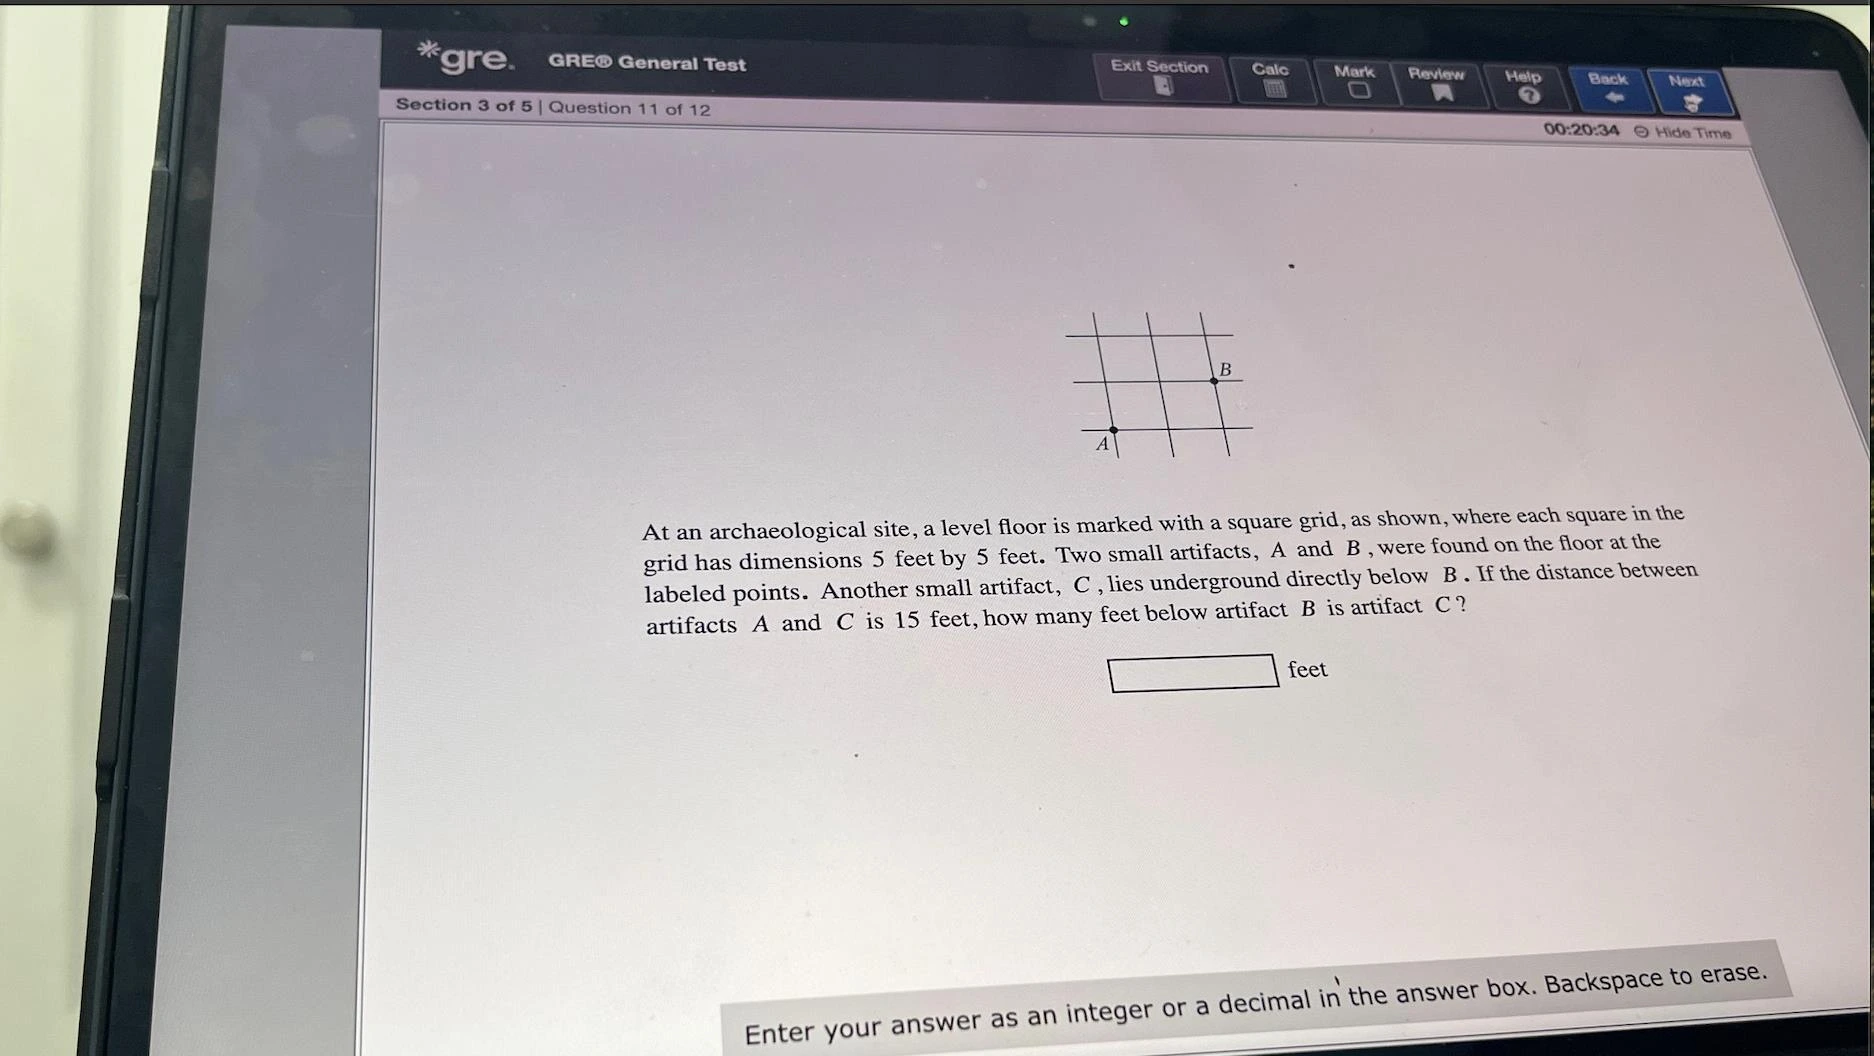 *gre. GRE® General Test
Exit Section Calc Mark Review Help Back Next
Section 3 of 5 | Question 11 of 12
00:20:34 Hide Time
B
A
At an archaeological site, a level floor is marked with a square grid, as shown, where each square in the
grid has dimensions 5 feet by 5 feet. Two small artifacts, A and B, were found on the floor at the
labeled points. Another small artifact, C, lies underground directly below B. If the distance between
artifacts A and C is 15 feet, how many feet below artifact B is artifact C?
feet
Enter your answer as an integer or a decimal in the answer box. Backspace to erase.